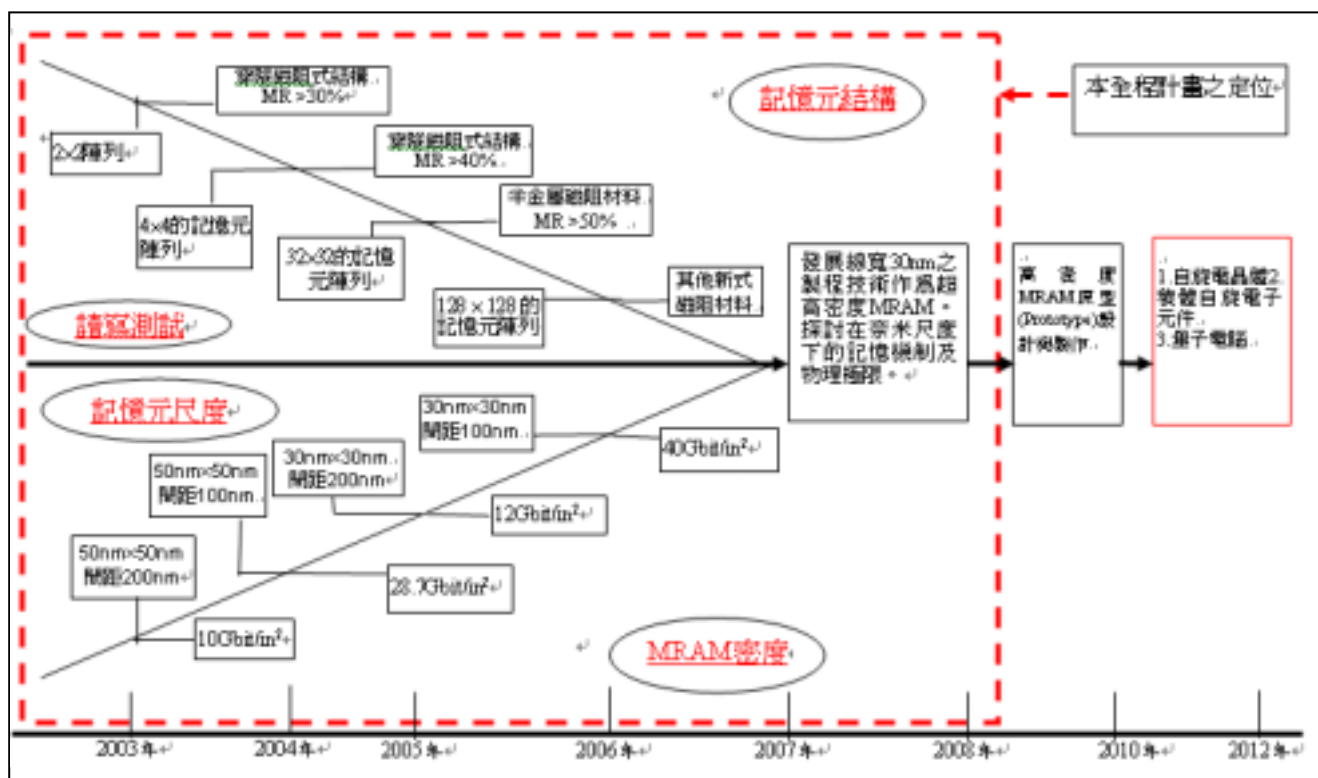 穿隧磁阻式結構
MR >30%
記憶元結構
本全程計畫之定位
2×2陣列
穿隧磁阻式結構
MR >40%
4×4的記憶元
陣列
半金屬磁阻材料
MR >50%
32×32的記憶
元陣列
其他新式
磁阻材料
128×128的
記憶元陣列
讀寫測試
發展線寬30nm之
製程技術作為超
高密度MRAM。
探討在奈米尺度
下的記憶機制及
物理極限。
高密度
MRAM原型
(Prototype)設
計與製作
1.自旋電晶體2.
軟體自旋電子
元件
3.量子電腦
記憶元尺度
30nm×30nm
間距100nm
40Gbit/in²
50nm×50nm
間距100nm
30nm×30nm
間距200nm
12Gbit/in²
50nm×50nm
間距200nm
28.7Gbit/in²
10Gbit/in²
MRAM密度
2003年
2004年
2005年
2006年
2007年
2008年
2010年
2012年